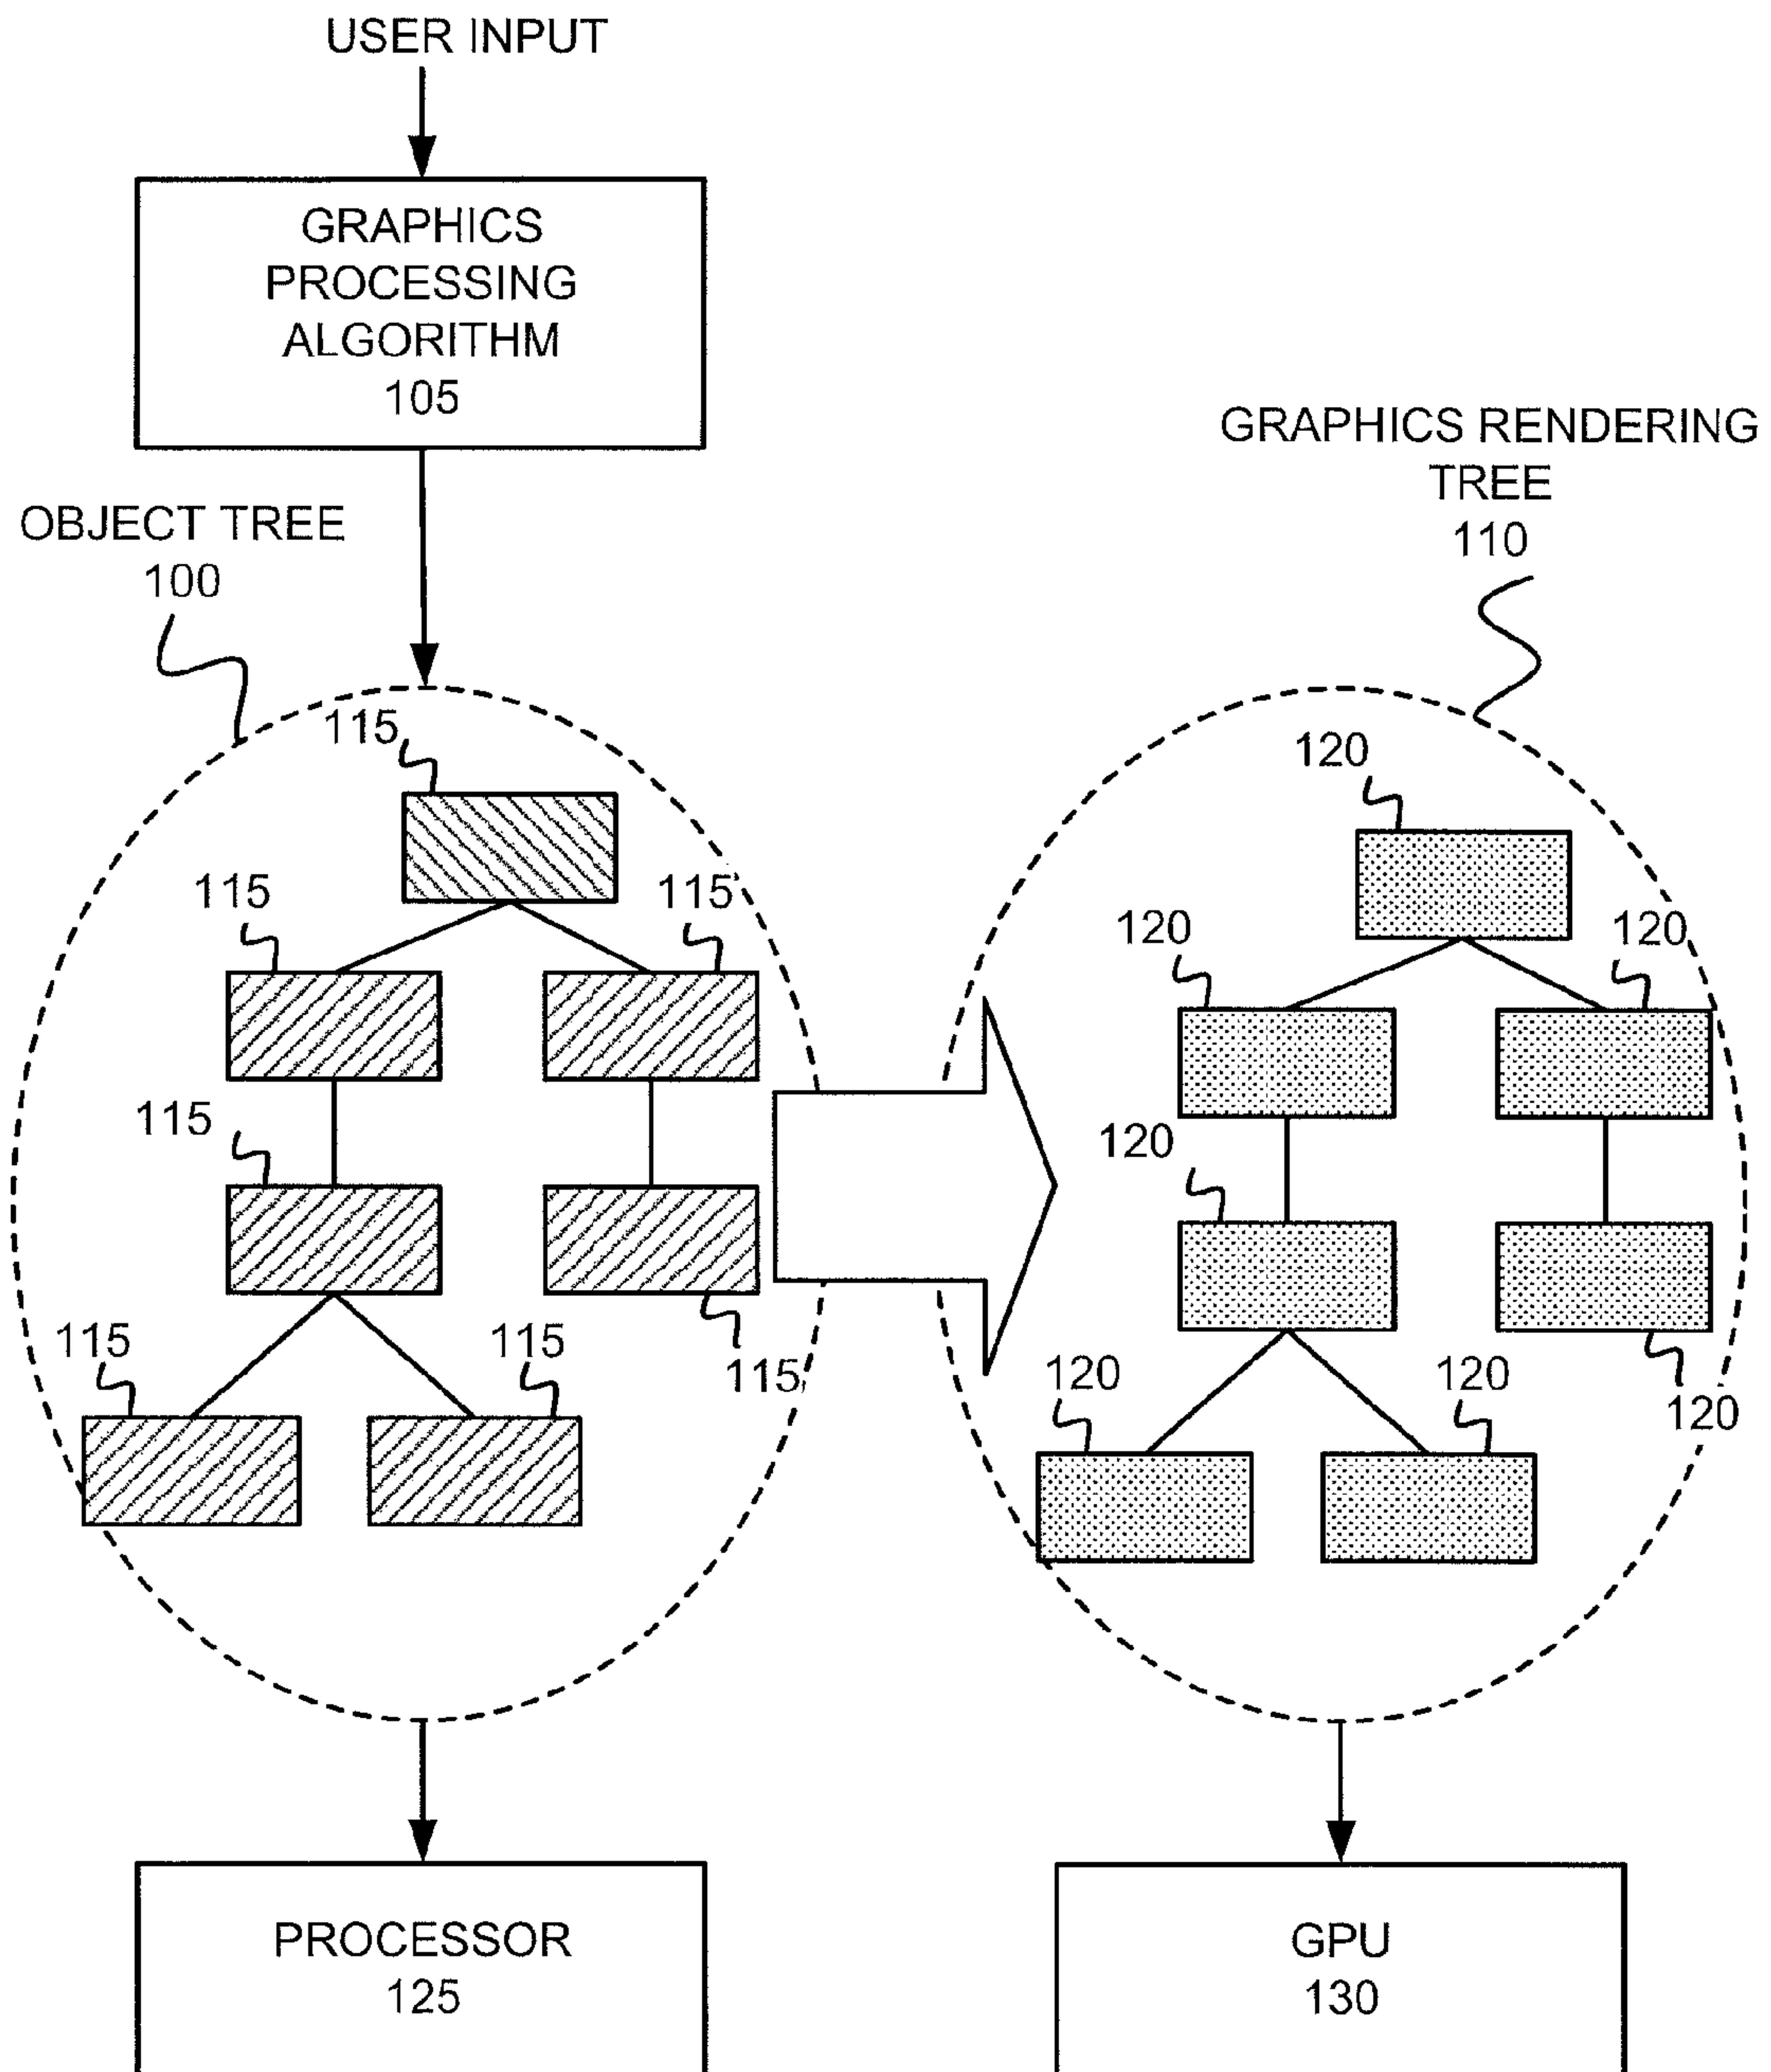 USER INPUT
GRAPHICS
PROCESSING
ALGORITHM
105
GRAPHICS RENDERING
TREE
110
OBJECT TREE
100
115
120
115
115
120
120
115
120
115
115
115
120
120
120
PROCESSOR
125
GPU
130